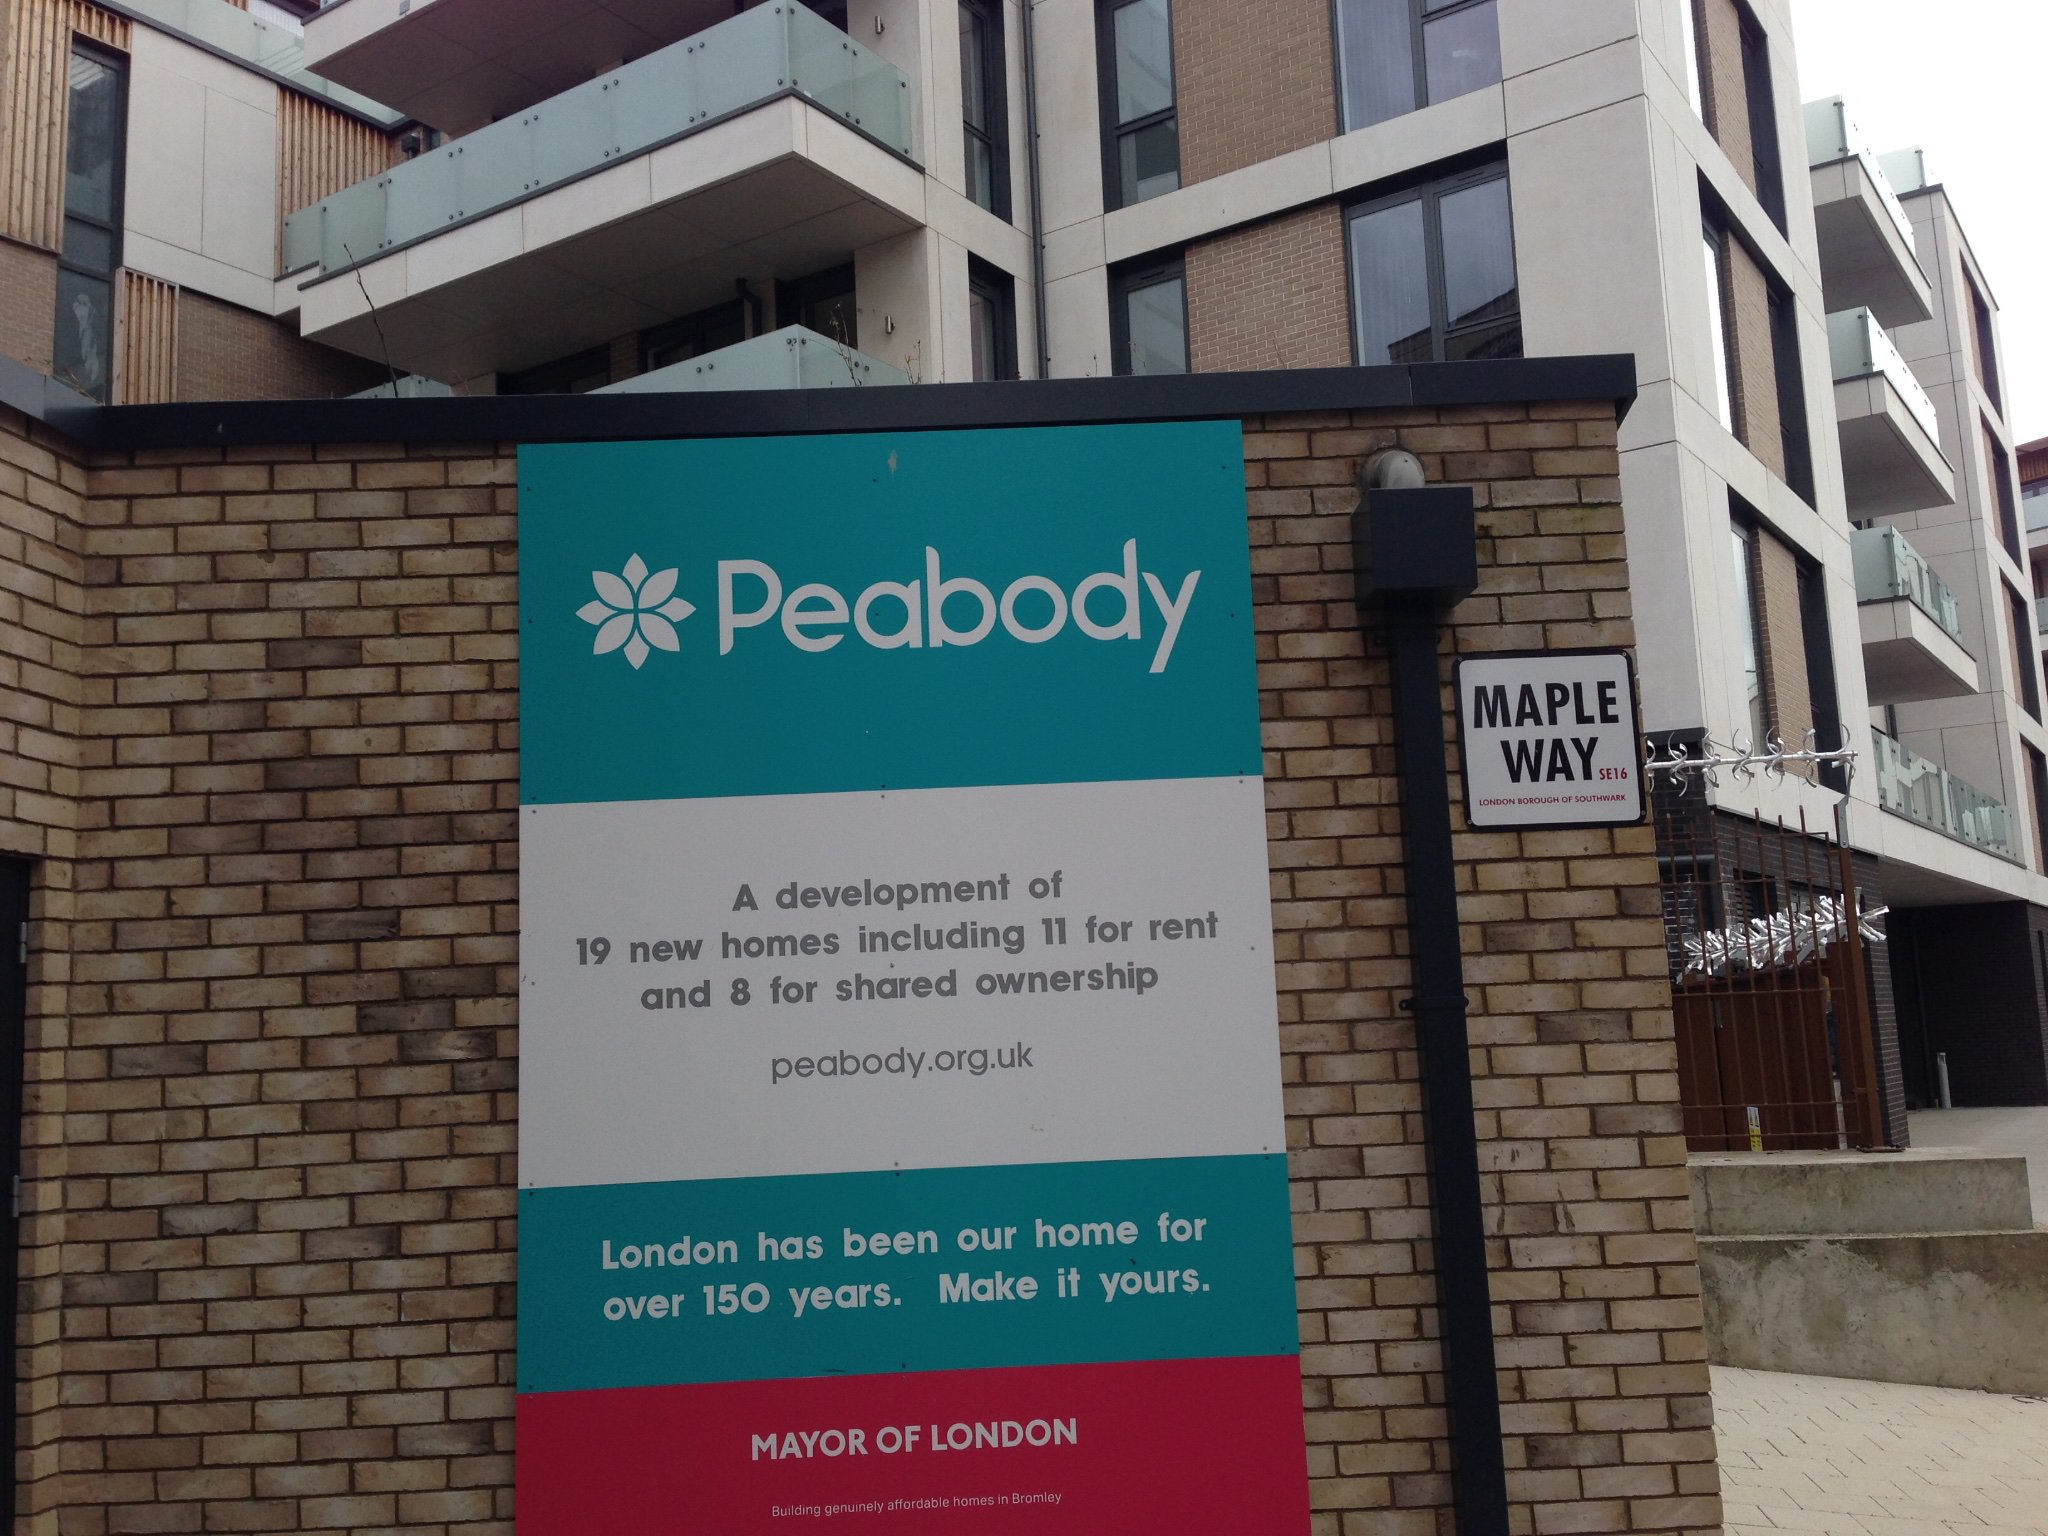 Peabody
A development of
19 new homes including 11 for rent
and 8 for shared ownership
peabody.org.uk
London has been our home for
over 150 years. Make it yours.
MAYOR OF LONDON
Building genuinely affordable homes in Bromley
MAPLE
WAY SE16
LONDON BOROUGH OF SOUTHWARK